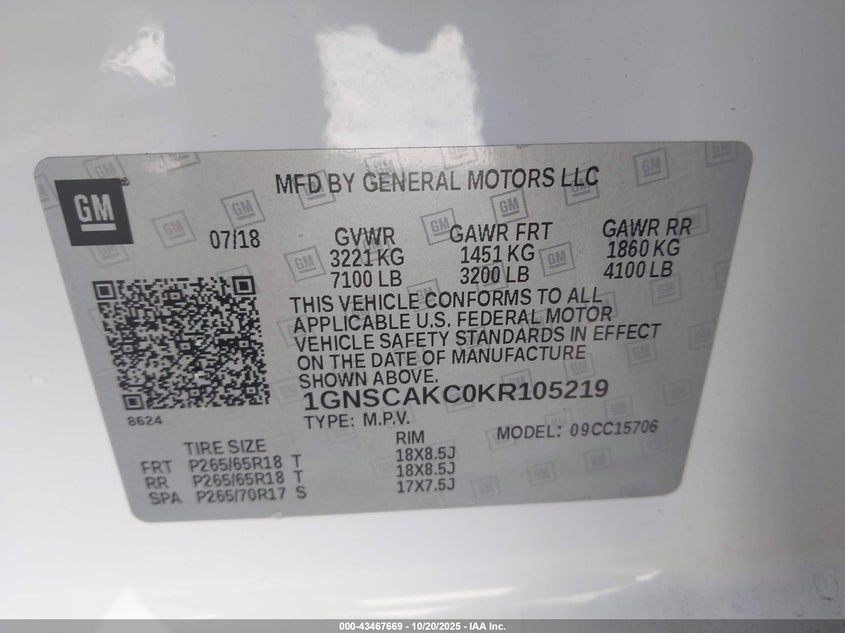 GM
MFD BY GENERAL MOTORS LLC
07/18
GVWR
3221 KG
7100 LB
GAWR FRT
1451 KG
3200 LB
GAWR RR
1860 KG
4100 LB
THIS VEHICLE CONFORMS TO ALL
APPLICABLE U.S. FEDERAL MOTOR
VEHICLE SAFETY STANDARDS IN EFFECT
ON THE DATE OF MANUFACTURE
SHOWN ABOVE.
1GNSCAKC0KR105219
8624
TYPE: M.P.V.
MODEL: 09CC15706
TIRE SIZE RIM
FRT P265/65R18 T 18X8.5J
RR P265/65R18 T 18X8.5J
SPA P265/70R17 S 17X7.5J
000-43467669 - 10/20/2025 - IAA Inc.